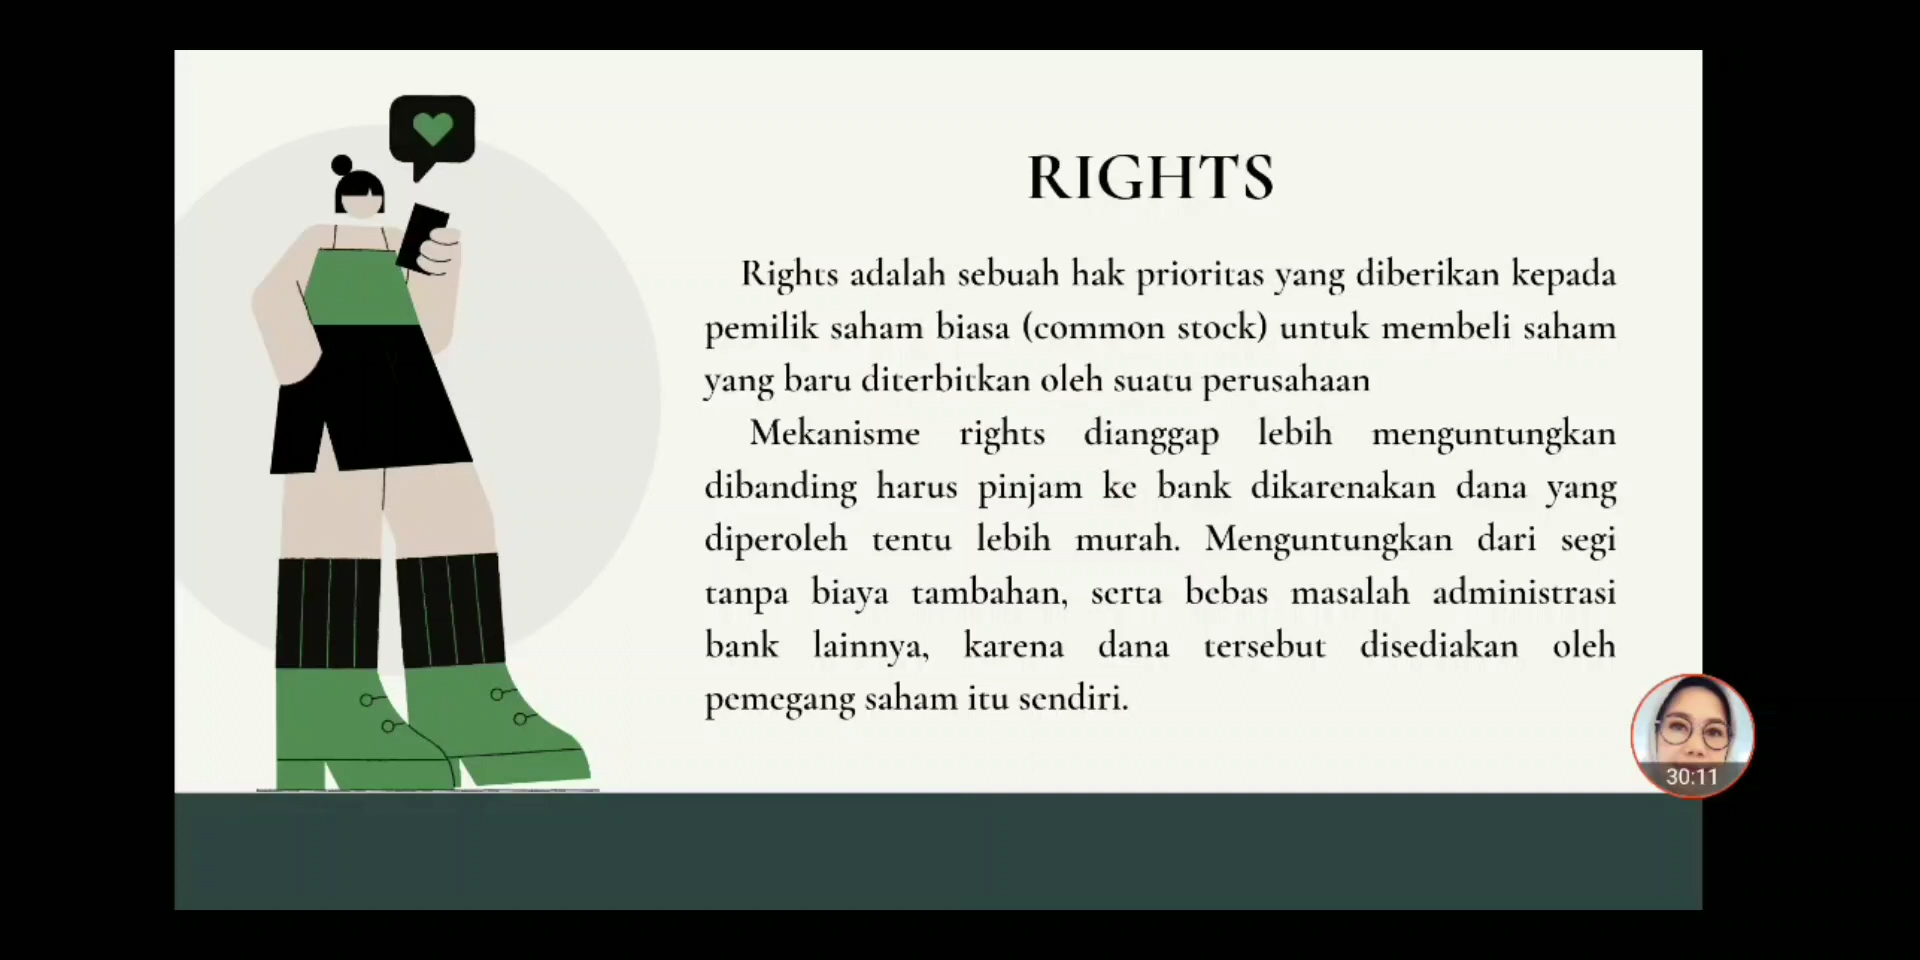 RIGHTS
Rights adalah sebuah hak prioritas yang diberikan kepada
pemilik saham biasa (common stock) untuk membeli saham
yang baru diterbitkan oleh suatu perusahaan
Mekanisme rights dianggap lebih menguntungkan
dibanding harus pinjam ke bank dikarenakan dana yang
diperoleh tentu lebih murah. Menguntungkan dari segi
tanpa biaya tambahan, serta bebas masalah administrasi
bank lainnya, karena dana tersebut disediakan oleh
pemegang saham itu sendiri.
30:11